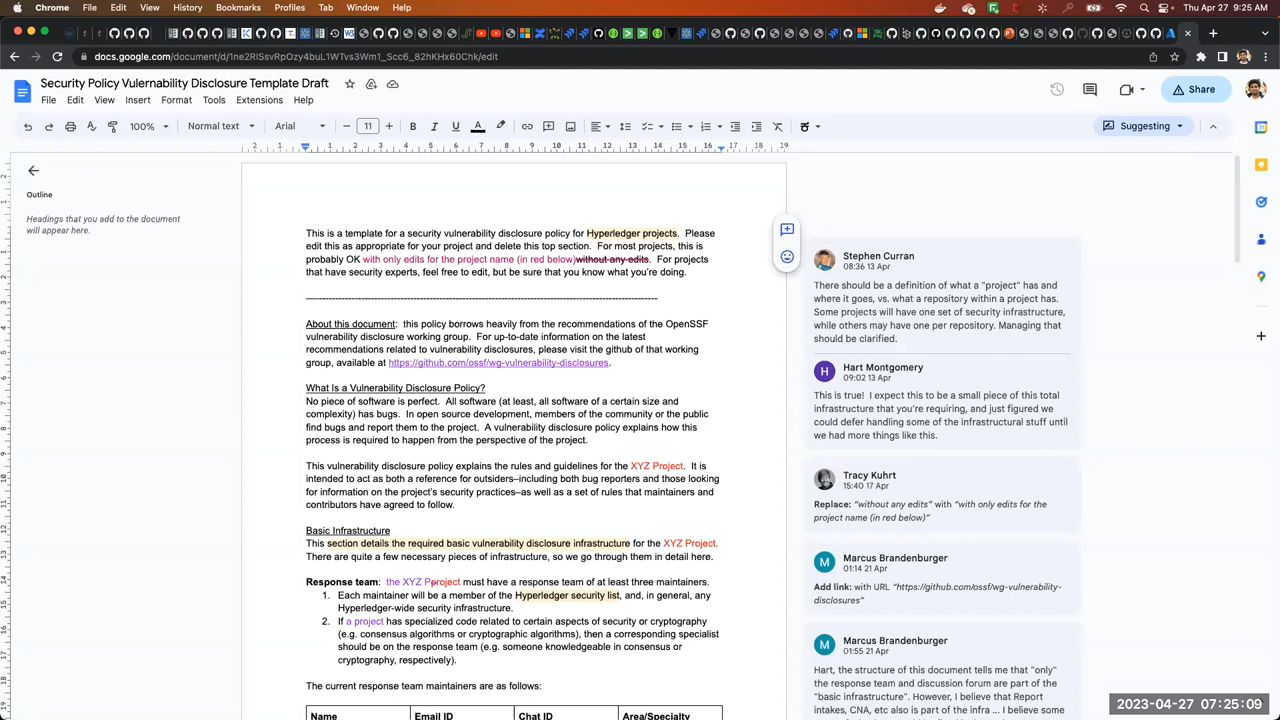 Chrome File Edit View History Bookmarks Profiles Tab Window Help
Thu 27 Apr 9:25 AM
docs.google.com/document/d/1ne2RISsvRpOzy4buL1WTvs3Wm1_Scc6_82hKHx60Chk/edit
Security Policy Vulernability Disclosure Template Draft
File Edit View Insert Format Tools Extensions Help
Share
100% Normal text Arial 11 B I U A
Suggesting
2 1 1 2 3 4 5 6 7 8 9 10 11 12 13 14 15 16 17 18 19
Outline
Headings that you add to the document
will appear here.
This is a template for a security vulnerability disclosure policy for Hyperledger projects. Please
edit this as appropriate for your project and delete this top section. For most projects, this is
probably OK with only edits for the project name (in red below)without any edits. For projects
that have security experts, feel free to edit, but be sure that you know what you're doing.
About this document: this policy borrows heavily from the recommendations of the OpenSSF
vulnerability disclosure working group. For up-to-date information on the latest
recommendations related to vulnerability disclosures, please visit the github of that working
group, available at https://github.com/ossf/wg-vulnerability-disclosures.
What Is a Vulnerability Disclosure Policy?
No piece of software is perfect. All software (at least, all software of a certain size and
complexity) has bugs. In open source development, members of the community or the public
find bugs and report them to the project. A vulnerability disclosure policy explains how this
process is required to happen from the perspective of the project.
This vulnerability disclosure policy explains the rules and guidelines for the XYZ Project. It is
intended to act as both a reference for outsiders–including both bug reporters and those looking
for information on the project's security practices–as well as a set of rules that maintainers and
contributors have agreed to follow.
Basic Infrastructure
This section details the required basic vulnerability disclosure infrastructure for the XYZ Project.
There are quite a few necessary pieces of infrastructure, so we go through them in detail here.
Response team: the XYZ Project must have a response team of at least three maintainers.
1. Each maintainer will be a member of the Hyperledger security list, and, in general, any
Hyperledger-wide security infrastructure.
2. If a project has specialized code related to certain aspects of security or cryptography
(e.g. consensus algorithms or cryptographic algorithms), then a corresponding specialist
should be on the response team (e.g. someone knowledgeable in consensus or
cryptography, respectively).
The current response team maintainers are as follows:
Name Email ID Chat ID Area/Specialty
Stephen Curran
08:36 13 Apr
There should be a definition of what a "project" has and
where it goes, vs. what a repository within a project has.
Some projects will have one set of security infrastructure,
while others may have one per repository. Managing that
should be clarified.
H Hart Montgomery
09:02 13 Apr
This is true! I expect this to be a small piece of this total
infrastructure that you're requiring, and just figured we
could defer handling some of the infrastructural stuff until
we had more things like this.
Tracy Kuhrt
15:40 17 Apr
Replace: "without any edits" with "with only edits for the
project name (in red below)"
M Marcus Brandenburger
01:14 21 Apr
Add link: with URL "https://github.com/ossf/wg-vulnerability-
disclosures"
M Marcus Brandenburger
01:55 21 Apr
Hart, the structure of this document tells me that "only"
the response team and discussion forum are part of the
"basic infrastructure". However, I believe that Report
intakes, CNA, etc also is part of the infra ... I believe some
2023-04-27 07:25:09